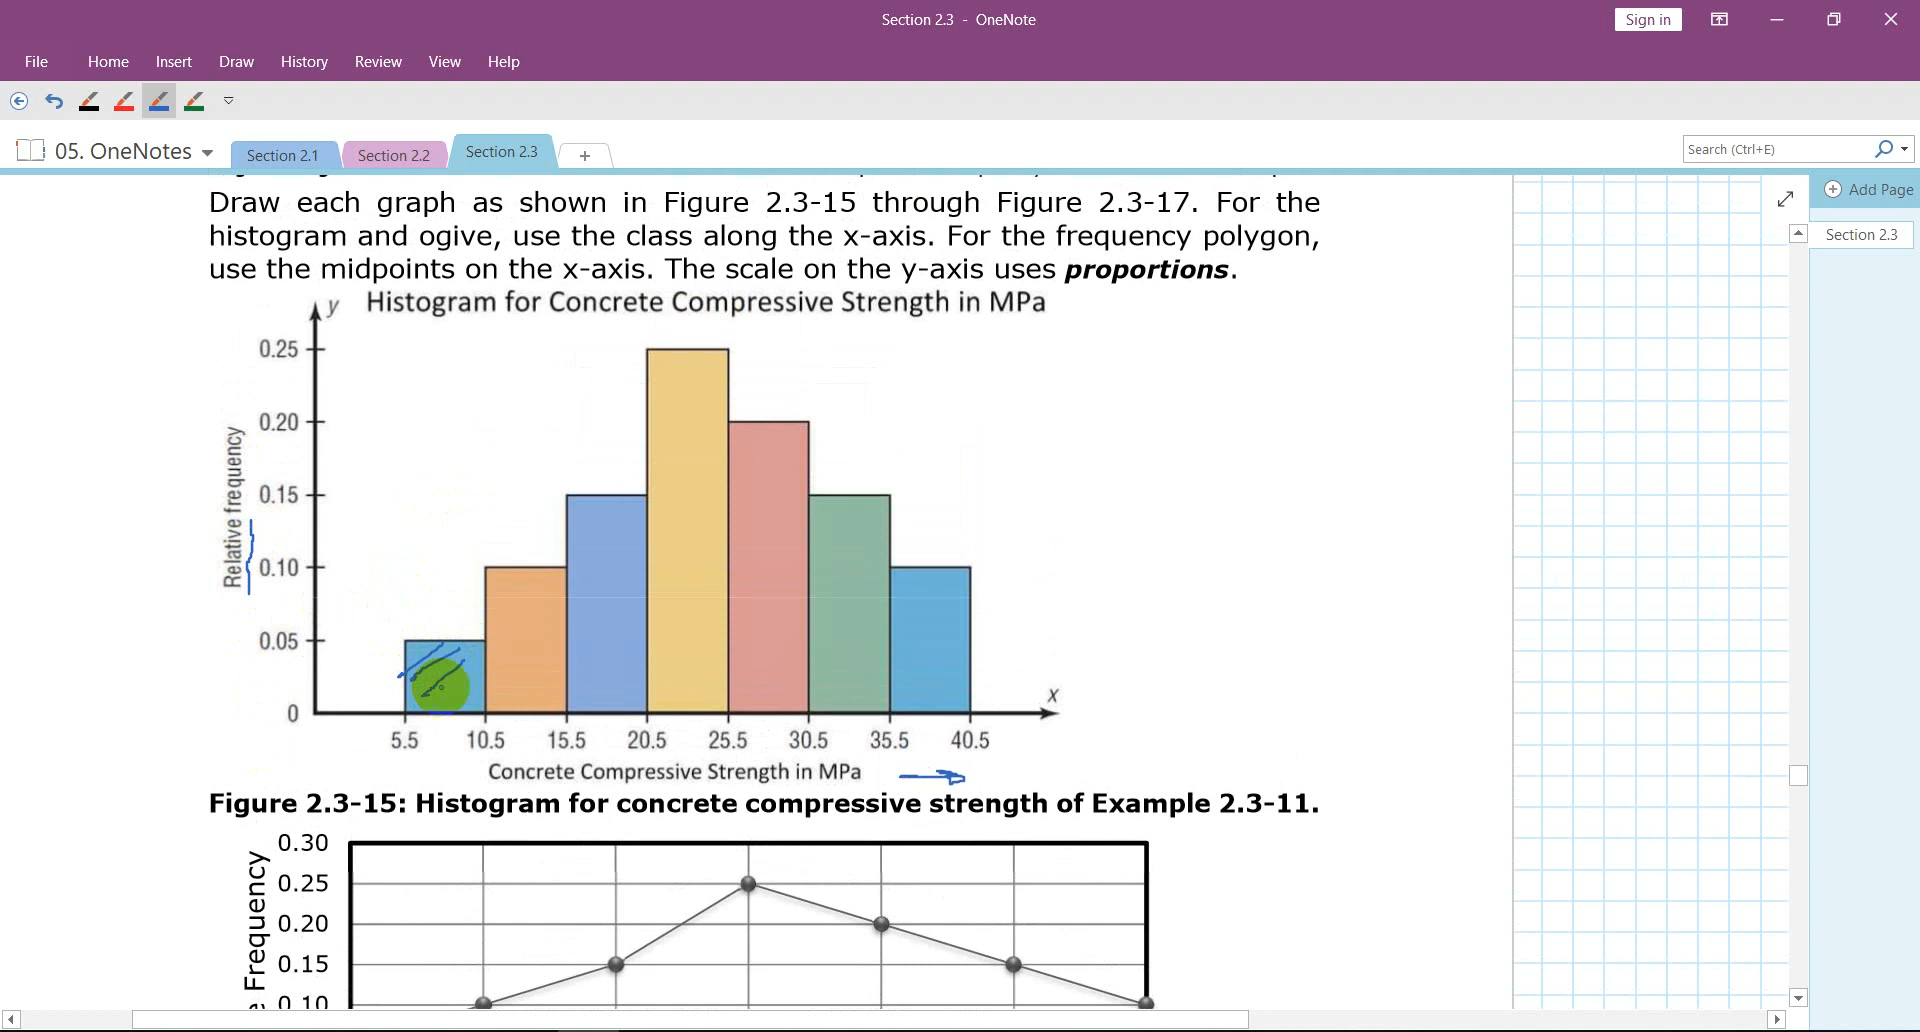 Section 2.3 - OneNote
Sign in
File Home Insert Draw History Review View Help
05. OneNotes
Section 2.1
Section 2.2
Section 2.3
+
Search (Ctrl+E)
Add Page
Section 2.3
Draw each graph as shown in Figure 2.3-15 through Figure 2.3-17. For the
histogram and ogive, use the class along the x-axis. For the frequency polygon,
use the midpoints on the x-axis. The scale on the y-axis uses proportions.
y
Histogram for Concrete Compressive Strength in MPa
Relative frequency
0.25
0.20
0.15
0.10
0.05
0
x
5.5 10.5 15.5 20.5 25.5 30.5 35.5 40.5
Concrete Compressive Strength in MPa
Figure 2.3-15: Histogram for concrete compressive strength of Example 2.3-11.
Frequency
0.30
0.25
0.20
0.15
0.10